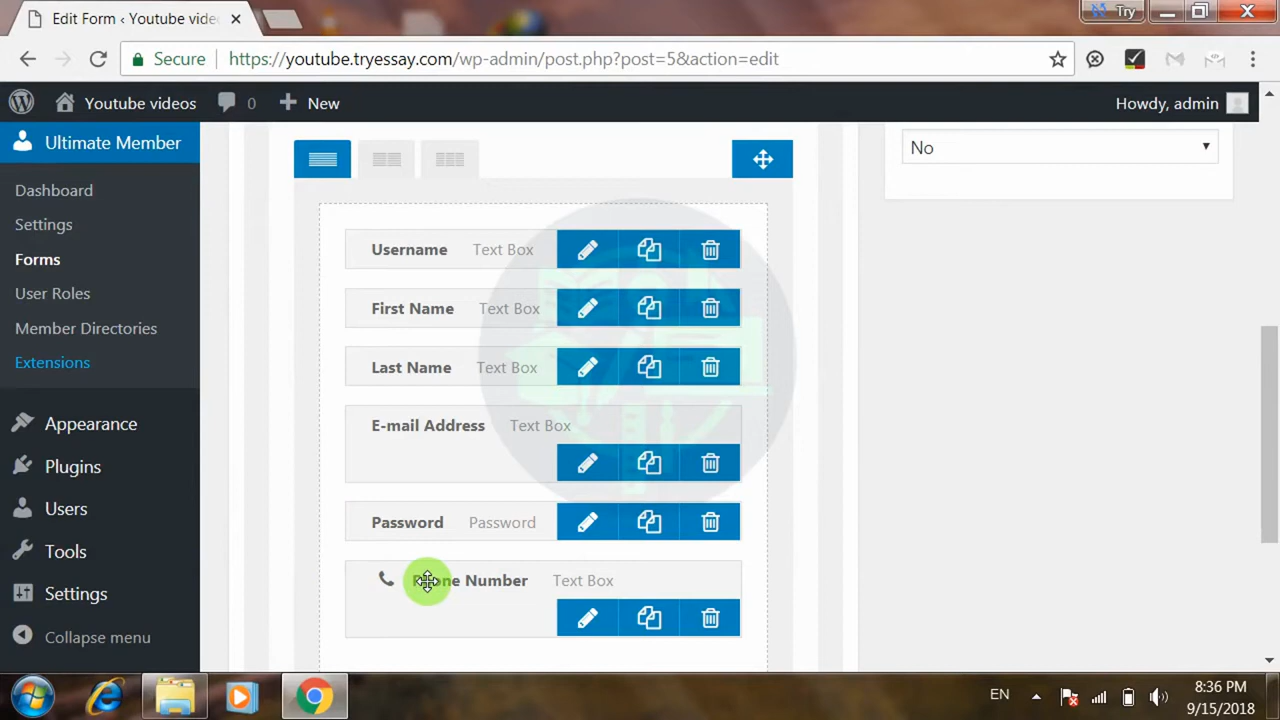 Edit Form ‹ Youtube vide
Try
Secure
https://youtube.tryessay.com/wp-admin/post.php?post=5&action=edit
Youtube videos
0
New
Howdy, admin
Ultimate Member
Dashboard
Settings
Forms
User Roles
Member Directories
Extensions
Appearance
Plugins
Users
Tools
Settings
Collapse menu
No
Username Text Box
First Name Text Box
Last Name Text Box
E-mail Address Text Box
Password Password
Phone Number Text Box
EN
8:36 PM
9/15/2018